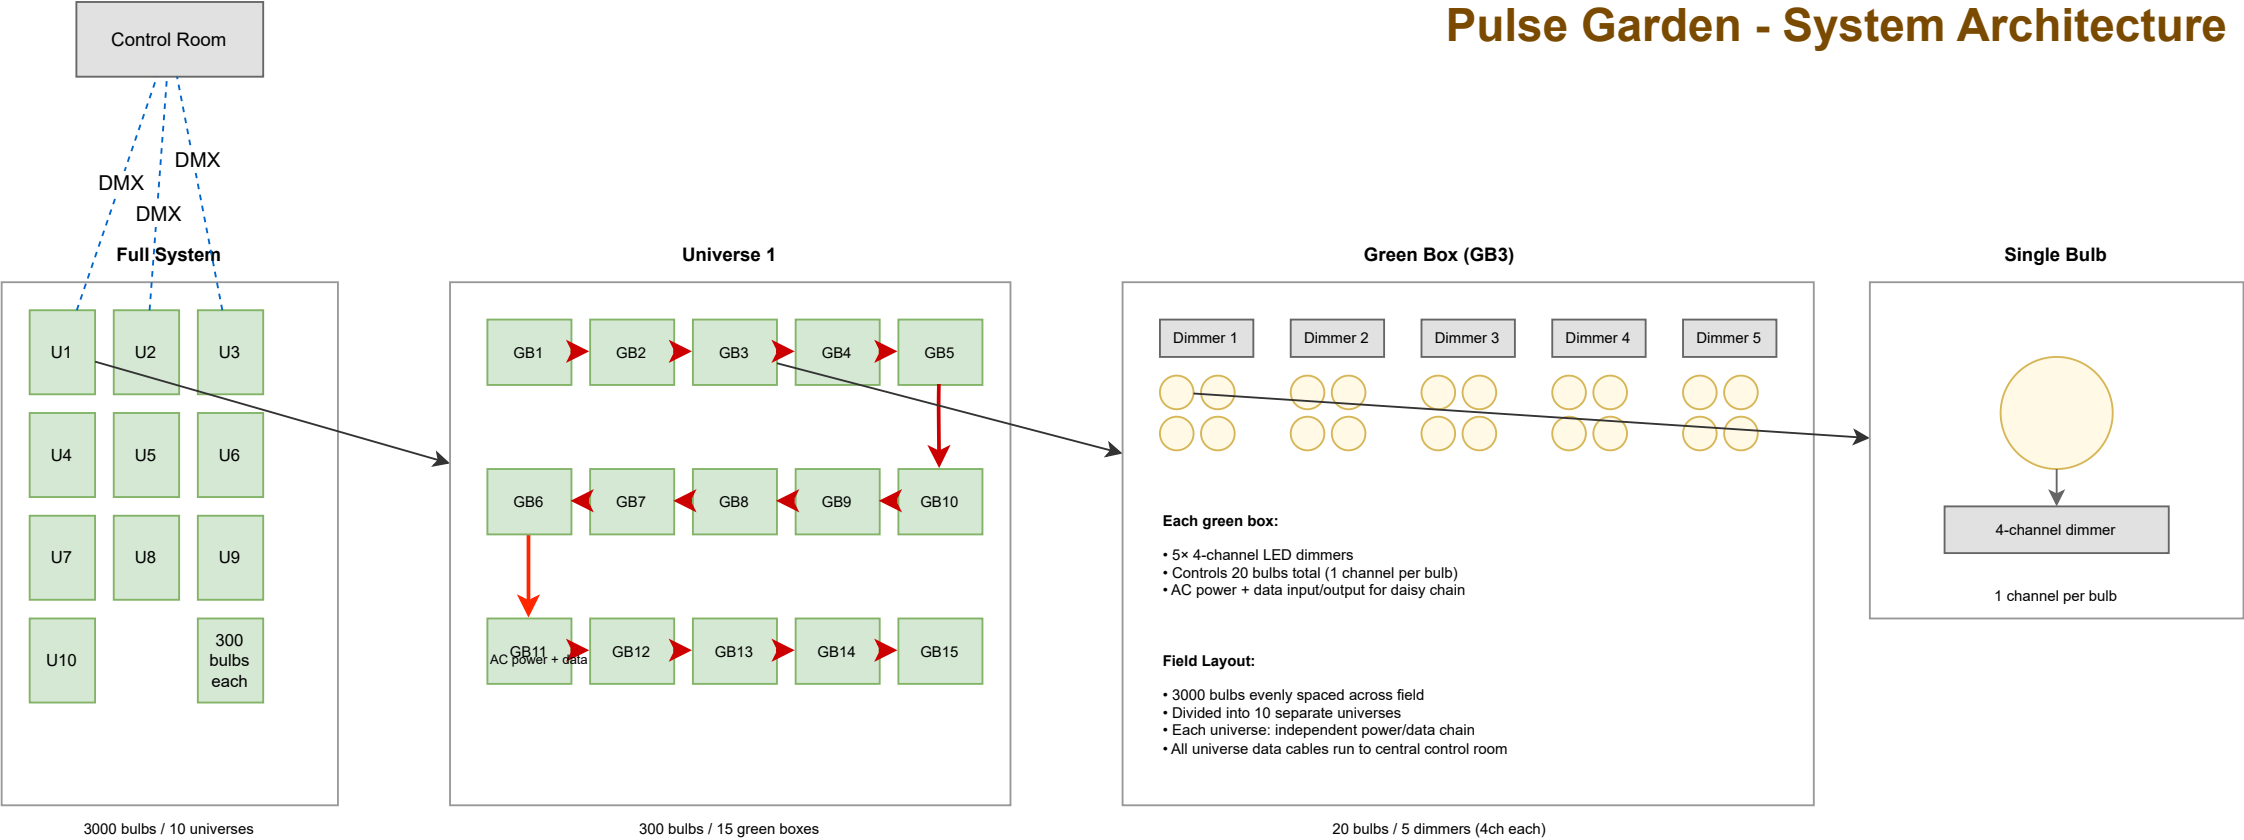 Pulse Garden - System Architecture
Control Room
DMX
DMX
DMX
Full System
U1
U2
U3
U4
U5
U6
U7
U8
U9
U10
300
bulbs
each
3000 bulbs / 10 universes
Universe 1
GB1
GB2
GB3
GB4
GB5
GB6
GB7
GB8
GB9
GB10
GB11
AC power + data
GB12
GB13
GB14
GB15
300 bulbs / 15 green boxes
Green Box (GB3)
Dimmer 1
Dimmer 2
Dimmer 3
Dimmer 4
Dimmer 5
Each green box:
• 5× 4-channel LED dimmers
• Controls 20 bulbs total (1 channel per bulb)
• AC power + data input/output for daisy chain
Field Layout:
• 3000 bulbs evenly spaced across field
• Divided into 10 separate universes
• Each universe: independent power/data chain
• All universe data cables run to central control room
20 bulbs / 5 dimmers (4ch each)
Single Bulb
4-channel dimmer
1 channel per bulb